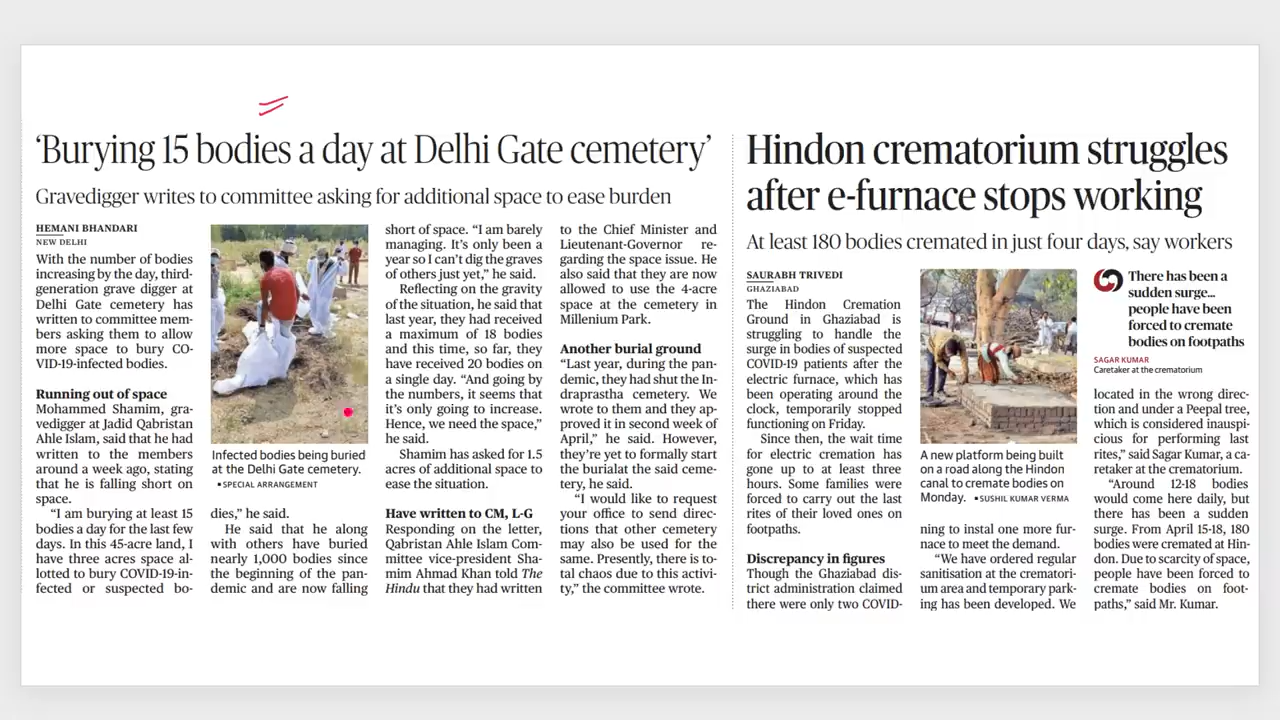 ‘Burying 15 bodies a day at Delhi Gate cemetery’
Gravedigger writes to committee asking for additional space to ease burden
HEMANI BHANDARI
NEW DELHI
With the number of bodies
increasing by the day, third-
generation grave digger at
Delhi Gate cemetery has
written to committee mem-
bers asking them to allow
more space to bury CO-
VID-19-infected bodies.
Running out of space
Mohammed Shamim, gra-
vedigger at Jadid Qabristan
Ahle Islam, said that he had
written to the members
around a week ago, stating
that he is falling short on
space.
“I am burying at least 15
bodies a day for the last few
days. In this 45-acre land, I
have three acres space al-
lotted to bury COVID-19-in-
fected or suspected bo-
Infected bodies being buried
at the Delhi Gate cemetery.
▪SPECIAL ARRANGEMENT
dies,” he said.
He said that he along
with others have buried
nearly 1,000 bodies since
the beginning of the pan-
demic and are now falling
short of space. “I am barely
managing. It’s only been a
year so I can’t dig the graves
of others just yet,” he said.
Reflecting on the gravity
of the situation, he said that
last year, they had received
a maximum of 18 bodies
and this time, so far, they
have received 20 bodies on
a single day. “And going by
the numbers, it seems that
it’s only going to increase.
Hence, we need the space,”
he said.
Shamim has asked for 1.5
acres of additional space to
ease the situation.
Have written to CM, L-G
Responding on the letter,
Qabristan Ahle Islam Com-
mittee vice-president Sha-
mim Ahmad Khan told The
Hindu that they had written
to the Chief Minister and
Lieutenant-Governor re-
garding the space issue. He
also said that they are now
allowed to use the 4-acre
space at the cemetery in
Millenium Park.
Another burial ground
“Last year, during the pan-
demic, they had shut the In-
draprastha cemetery. We
wrote to them and they ap-
proved it in second week of
April,” he said. However,
they’re yet to formally start
the burialat the said ceme-
tery, he said.
“I would like to request
your office to send direc-
tions that other cemetery
may also be used for the
same. Presently, there is to-
tal chaos due to this activi-
ty,” the committee wrote.
Hindon crematorium struggles
after e-furnace stops working
At least 180 bodies cremated in just four days, say workers
SAURABH TRIVEDI
GHAZIABAD
The Hindon Cremation
Ground in Ghaziabad is
struggling to handle the
surge in bodies of suspected
COVID-19 patients after the
electric furnace, which has
been operating around the
clock, temporarily stopped
functioning on Friday.
Since then, the wait time
for electric cremation has
gone up to at least three
hours. Some families were
forced to carry out the last
rites of their loved ones on
footpaths.
Discrepancy in figures
Though the Ghaziabad dis-
trict administration claimed
there were only two COVID-
A new platform being built
on a road along the Hindon
canal to cremate bodies on
Monday. ▪SUSHIL KUMAR VERMA
ning to instal one more fur-
nace to meet the demand.
“We have ordered regular
sanitisation at the crematori-
um area and temporary park-
ing has been developed. We
There has been a
sudden surge...
people have been
forced to cremate
bodies on footpaths
SAGAR KUMAR
Caretaker at the crematorium
located in the wrong direc-
tion and under a Peepal tree,
which is considered inauspi-
cious for performing last
rites,” said Sagar Kumar, a ca-
retaker at the crematorium.
“Around 12-18 bodies
would come here daily, but
there has been a sudden
surge. From April 15-18, 180
bodies were cremated at Hin-
don. Due to scarcity of space,
people have been forced to
cremate bodies on foot-
paths,” said Mr. Kumar.